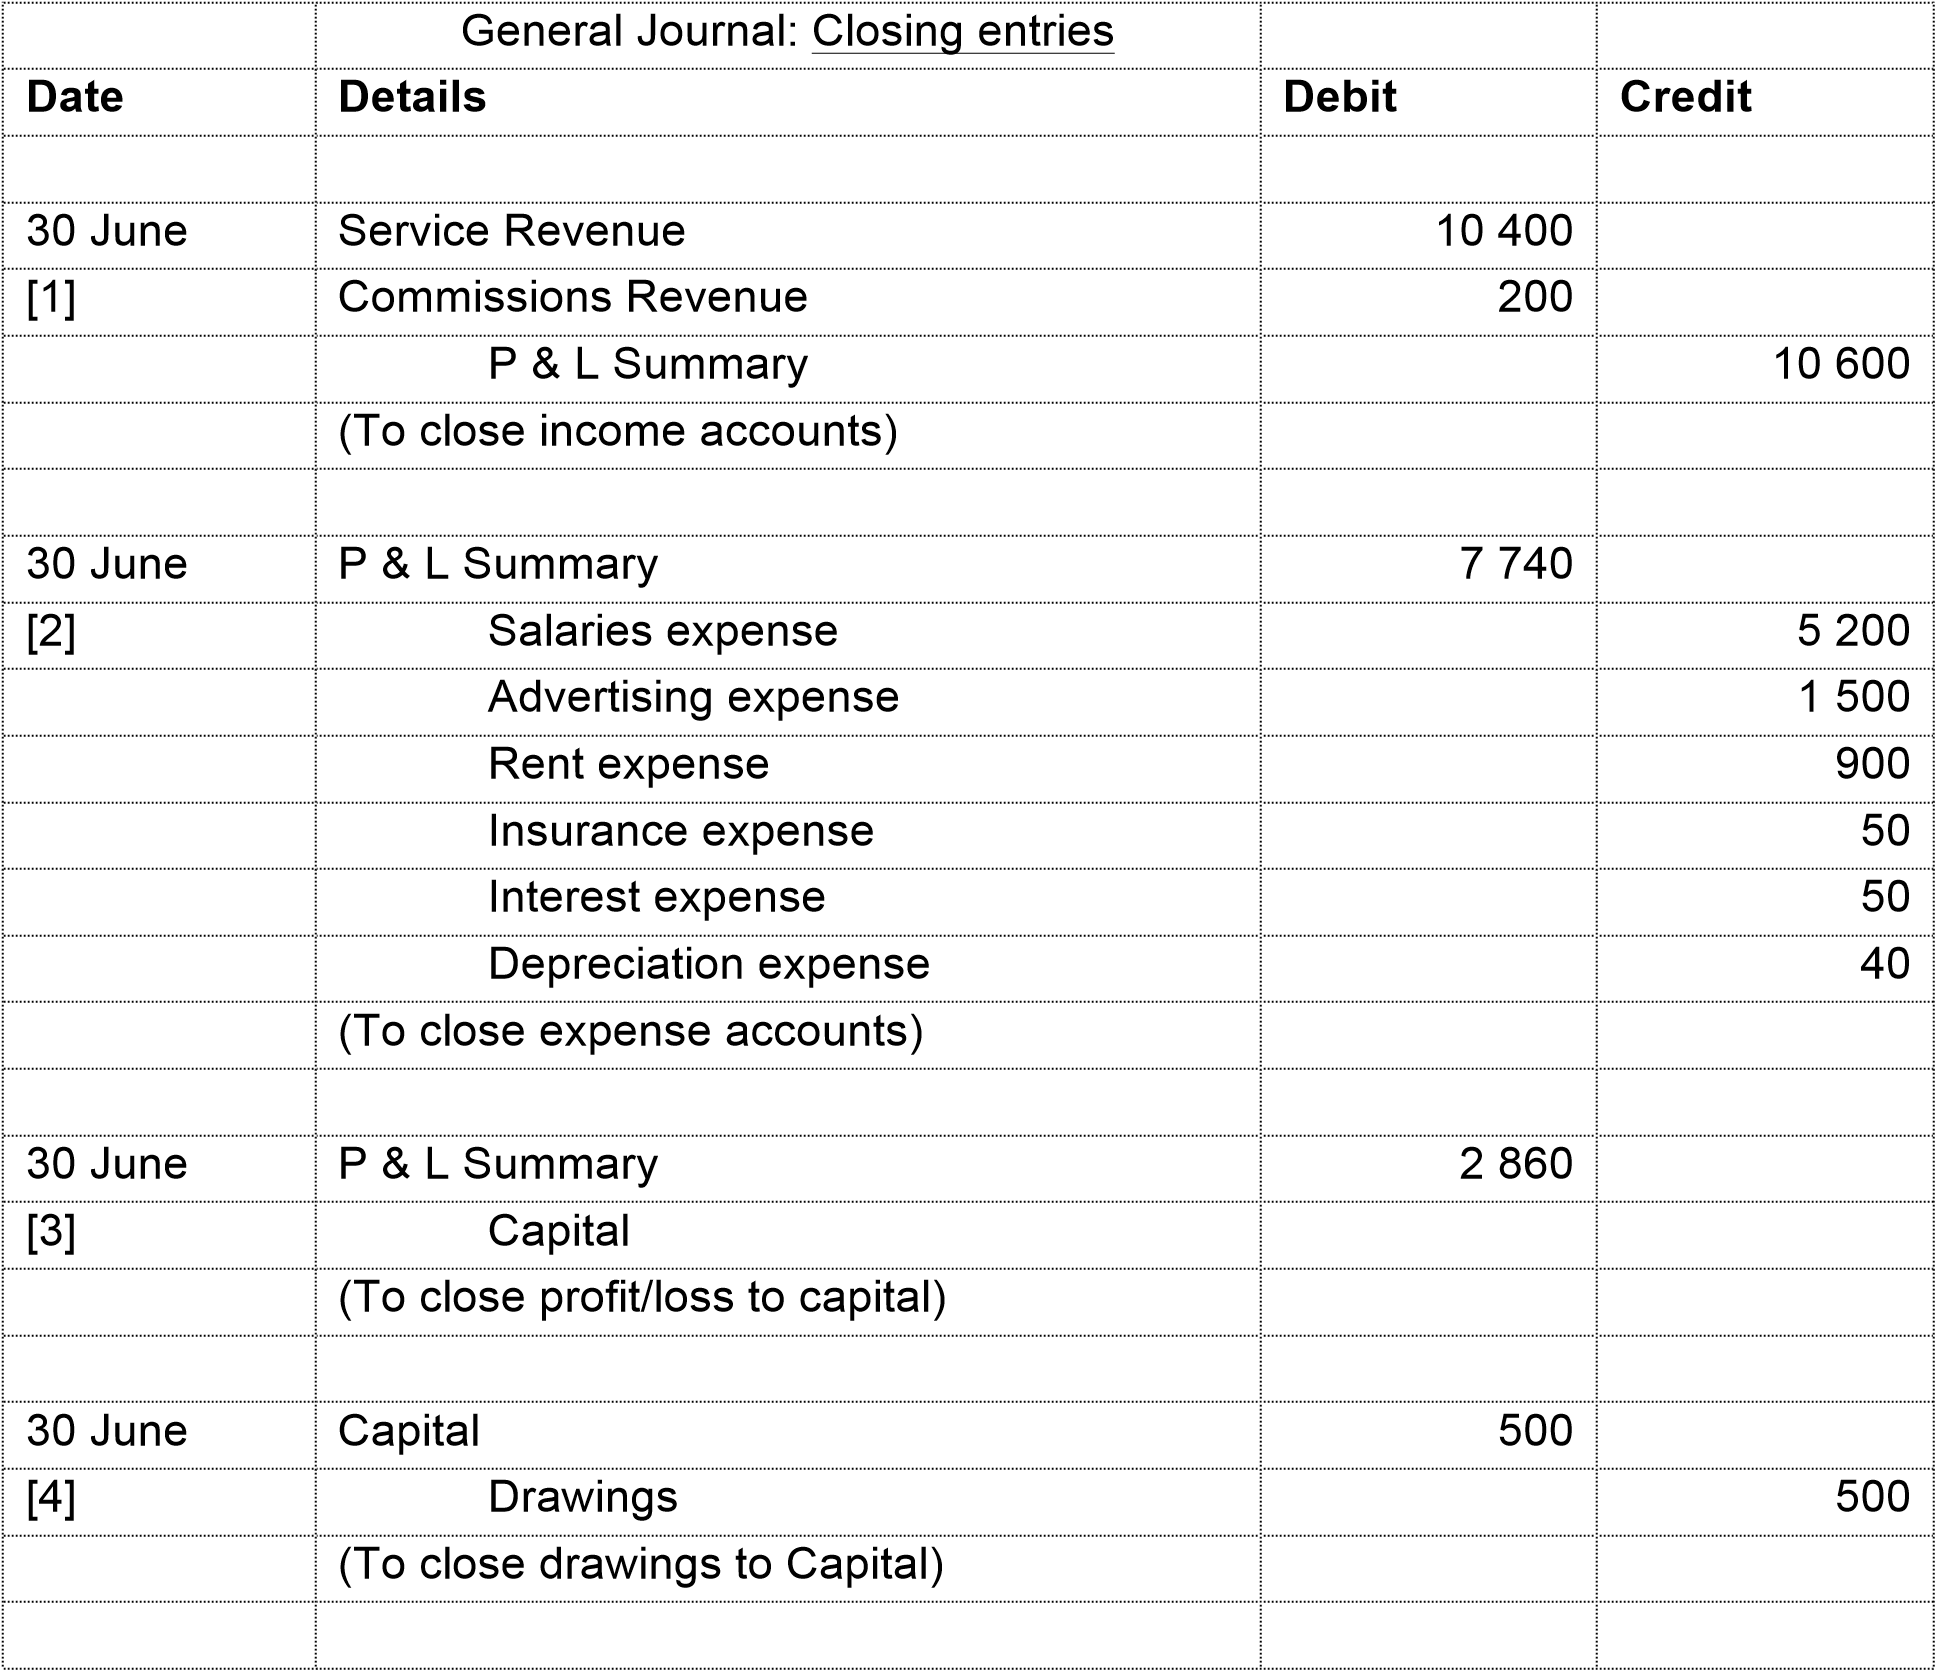 General Journal: Closing entries
Date Details Debit Credit
30 June Service Revenue 10 400
[1] Commissions Revenue 200
P & L Summary 10 600
(To close income accounts)
30 June P & L Summary 7 740
[2] Salaries expense 5 200
Advertising expense 1 500
Rent expense 900
Insurance expense 50
Interest expense 50
Depreciation expense 40
(To close expense accounts)
30 June P & L Summary 2 860
[3] Capital
(To close profit/loss to capital)
30 June Capital 500
[4] Drawings 500
(To close drawings to Capital)